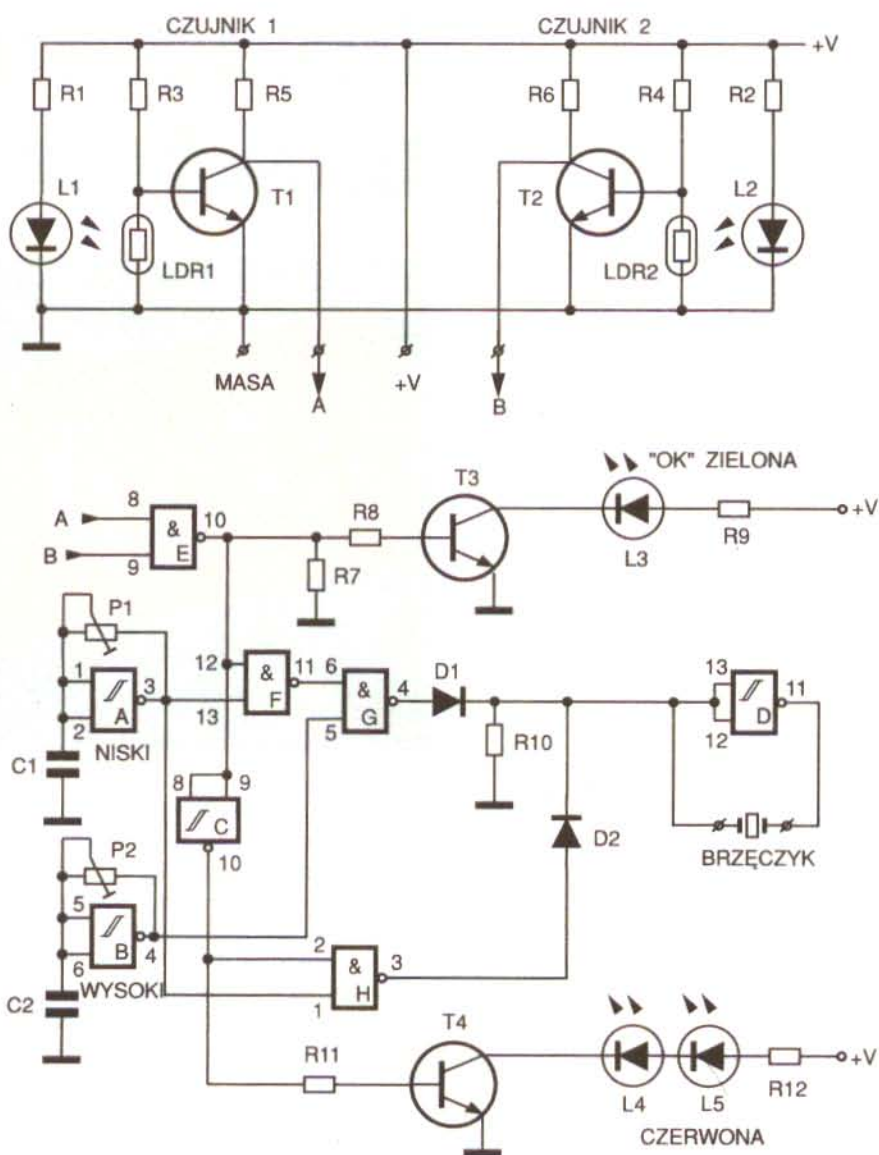 CZUJNIK 1 CZUJNIK 2
+V
R1 R3 R5 R6 R4 R2
L1 T1 T2 L2
LDR1 LDR2
MASA A +V B
"OK" ZIELONA
T3
A 8 & E 10 R8 +V
B 9 R7 L3 R9
P1
12 & F 11 6 & G 4 D1 13 D 11
1 A 3 13 5 R10 12
2 NISKI
C1 8 9
C D2 BRZĘCZYK
P2 10
5 B 4 2 & H 3
6 WYSOKI 1
C2 T4
R11 +V
L4 L5 R12
CZERWONA